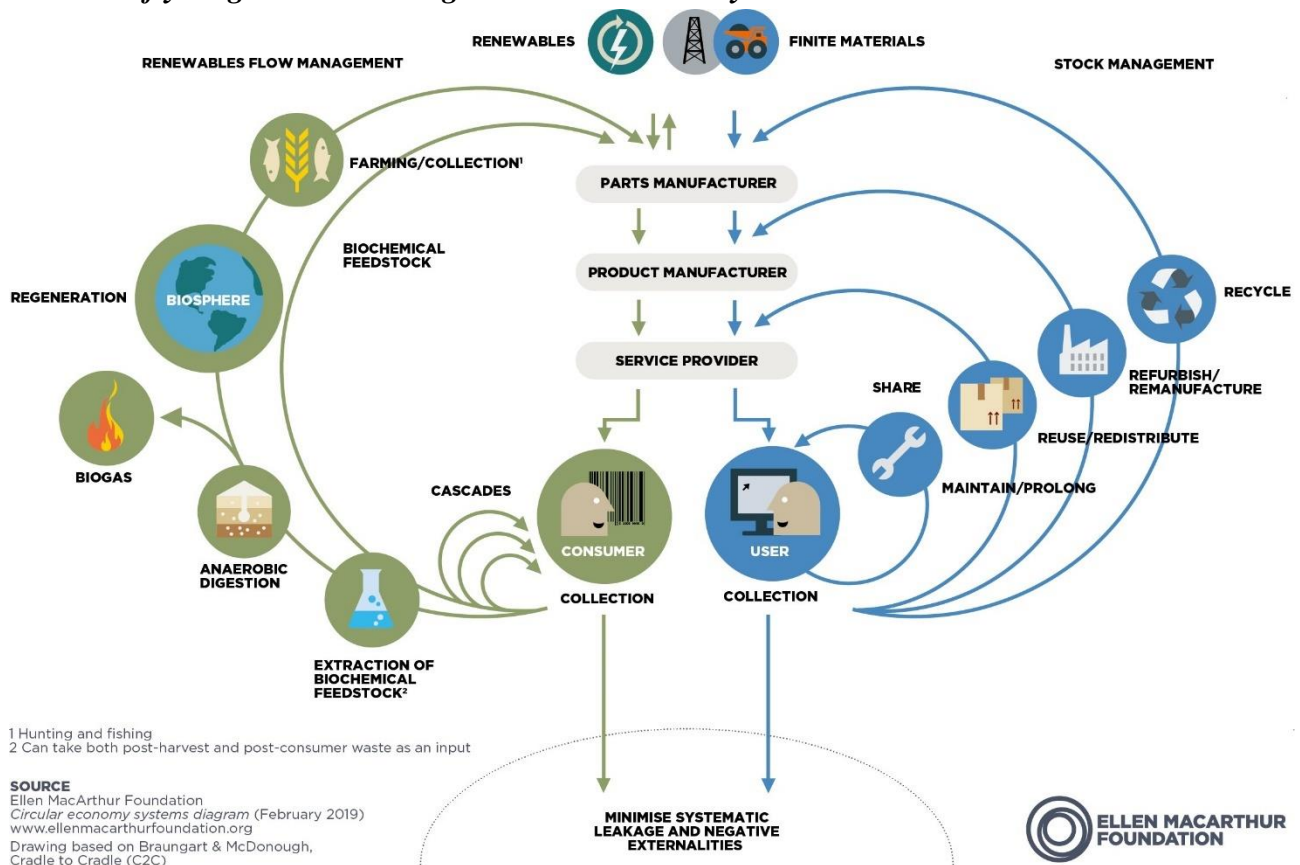 RENEWABLES
FINITE MATERIALS
RENEWABLES FLOW MANAGEMENT
STOCK MANAGEMENT
FARMING/COLLECTION¹
PARTS MANUFACTURER
BIOCHEMICAL
FEEDSTOCK
PRODUCT MANUFACTURER
REGENERATION
BIOSPHERE
RECYCLE
SERVICE PROVIDER
SHARE
REFURBISH/
REMANUFACTURE
REUSE/REDISTRIBUTE
BIOGAS
CASCADES
MAINTAIN/PROLONG
CONSUMER
USER
ANAEROBIC
DIGESTION
COLLECTION
COLLECTION
EXTRACTION OF
BIOCHEMICAL
FEEDSTOCK²
1 Hunting and fishing
2 Can take both post-harvest and post-consumer waste as an input
SOURCE
Ellen MacArthur Foundation
Circular economy systems diagram (February 2019)
www.ellenmacarthurfoundation.org
Drawing based on Braungart & McDonough,
Cradle to Cradle (C2C)
MINIMISE SYSTEMATIC
LEAKAGE AND NEGATIVE
EXTERNALITIES
ELLEN MACARTHUR
FOUNDATION